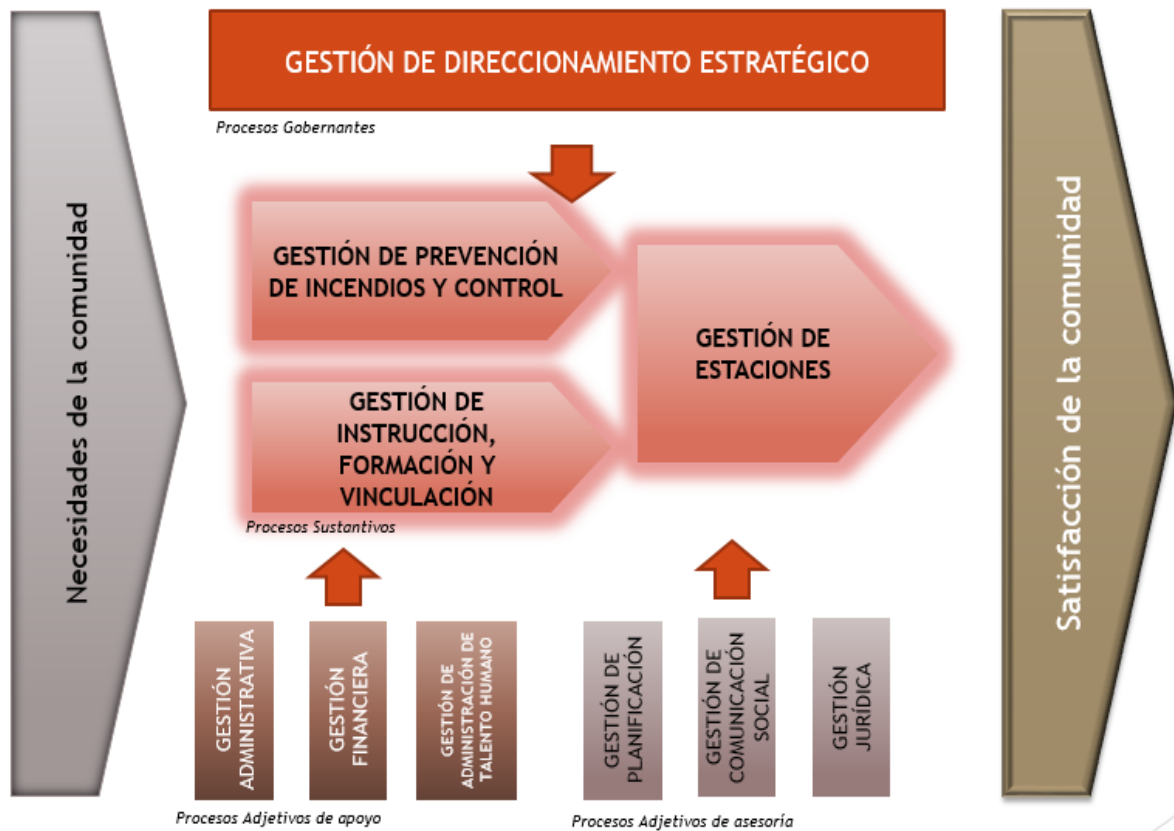 GESTIÓN DE DIRECCIONAMIENTO ESTRATÉGICO
Procesos Gobernantes
Necesidades de la comunidad
GESTIÓN DE PREVENCIÓN
DE INCENDIOS Y CONTROL
GESTIÓN DE
INSTRUCCIÓN,
FORMACIÓN Y
VINCULACIÓN
Procesos Sustantivos
GESTIÓN DE
ESTACIONES
Satisfacción de la comunidad
GESTIÓN
ADMINISTRATIVA
GESTIÓN
FINANCIERA
GESTIÓN DE
ADMINISTRACIÓN DE
TALENTO HUMANO
Procesos Adjetivos de apoyo
GESTIÓN DE
PLANIFICACIÓN
GESTIÓN DE
COMUNICACIÓN
SOCIAL
GESTIÓN
JURÍDICA
Procesos Adjetivos de asesoría